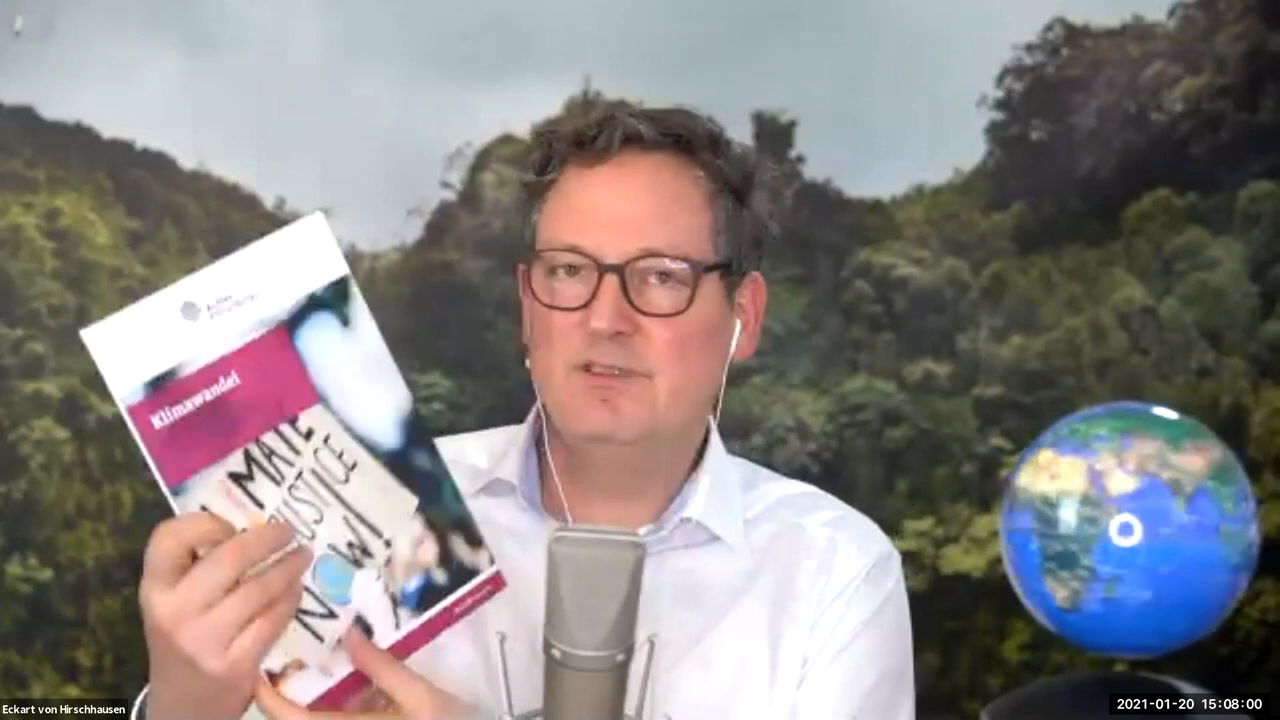 Klimawandel
MATE
JUSTICE
NOW!
Eckart von Hirschhausen
2021-01-20 15:08:00